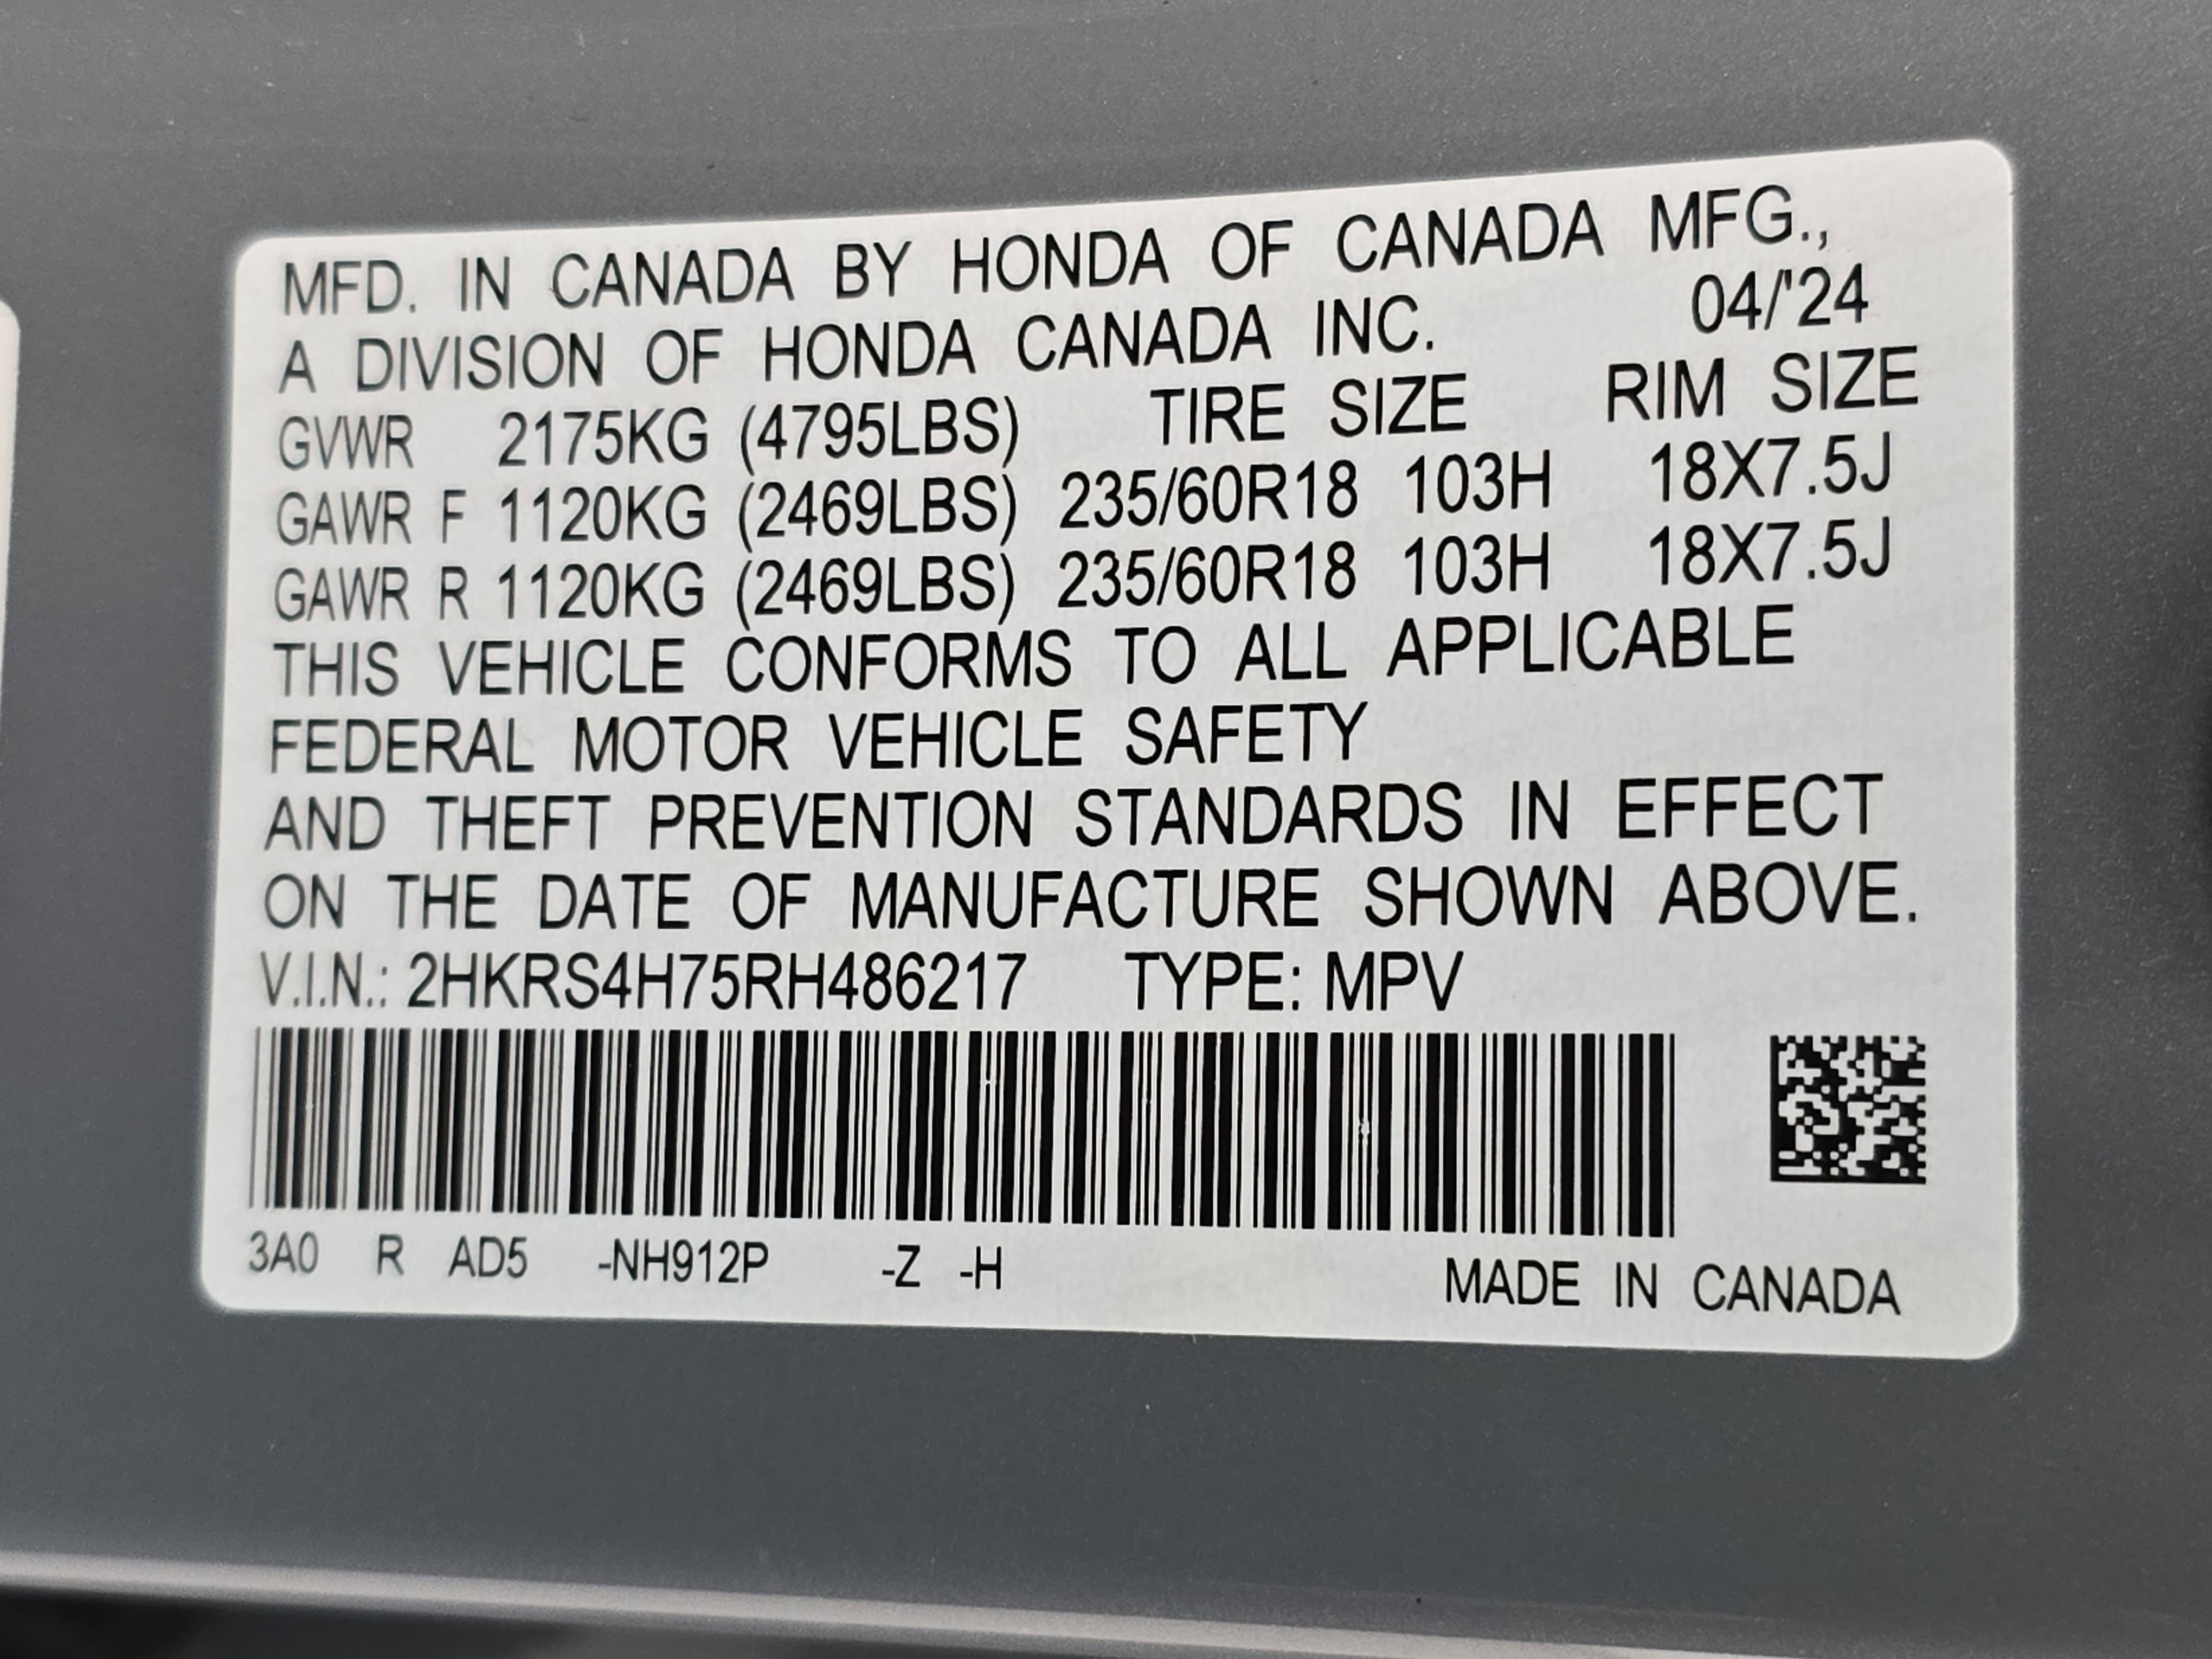 MFD. IN CANADA BY HONDA OF CANADA MFG.,
A DIVISION OF HONDA CANADA INC. 04/'24
GVWR 2175KG (4795LBS) TIRE SIZE RIM SIZE
GAWR F 1120KG (2469LBS) 235/60R18 103H 18X7.5J
GAWR R 1120KG (2469LBS) 235/60R18 103H 18X7.5J
THIS VEHICLE CONFORMS TO ALL APPLICABLE
FEDERAL MOTOR VEHICLE SAFETY
AND THEFT PREVENTION STANDARDS IN EFFECT
ON THE DATE OF MANUFACTURE SHOWN ABOVE.
V.I.N.: 2HKRS4H75RH486217 TYPE: MPV
3A0 R AD5 -NH912P -Z -H MADE IN CANADA